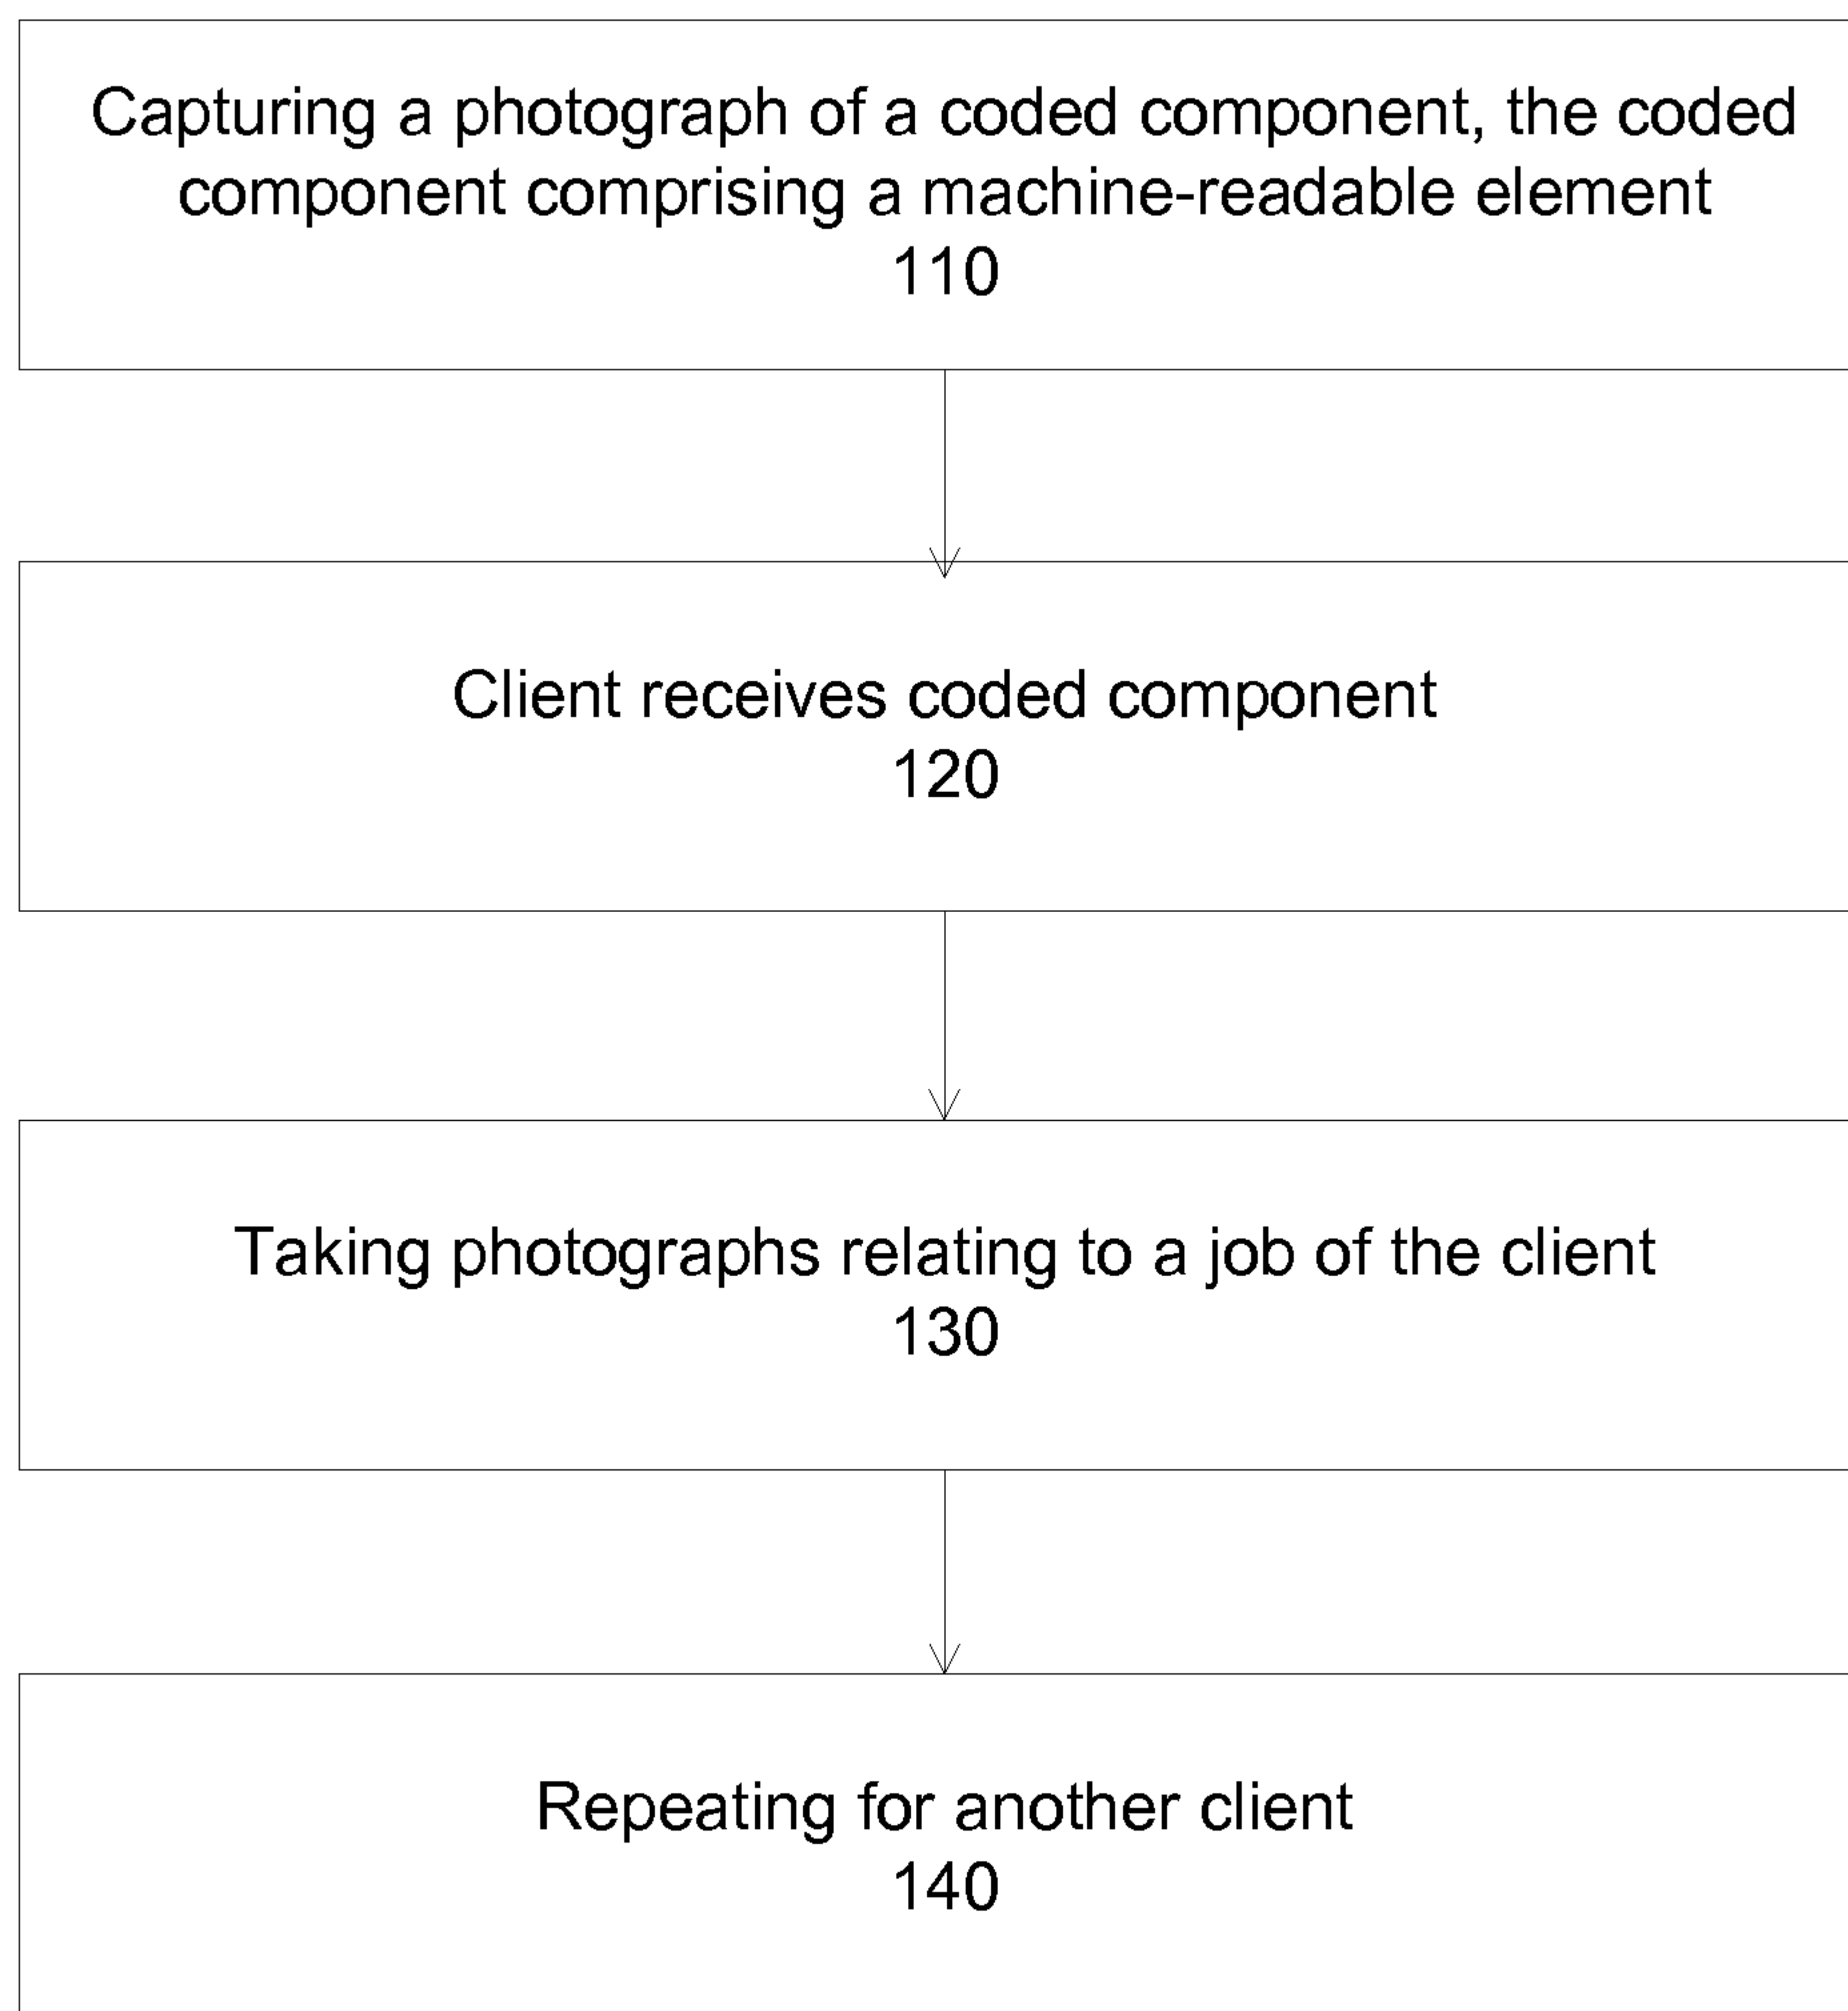 Capturing a photograph of a coded component, the coded
component comprising a machine-readable element
110
Client receives coded component
120
Taking photographs relating to a job of the client
130
Repeating for another client
140